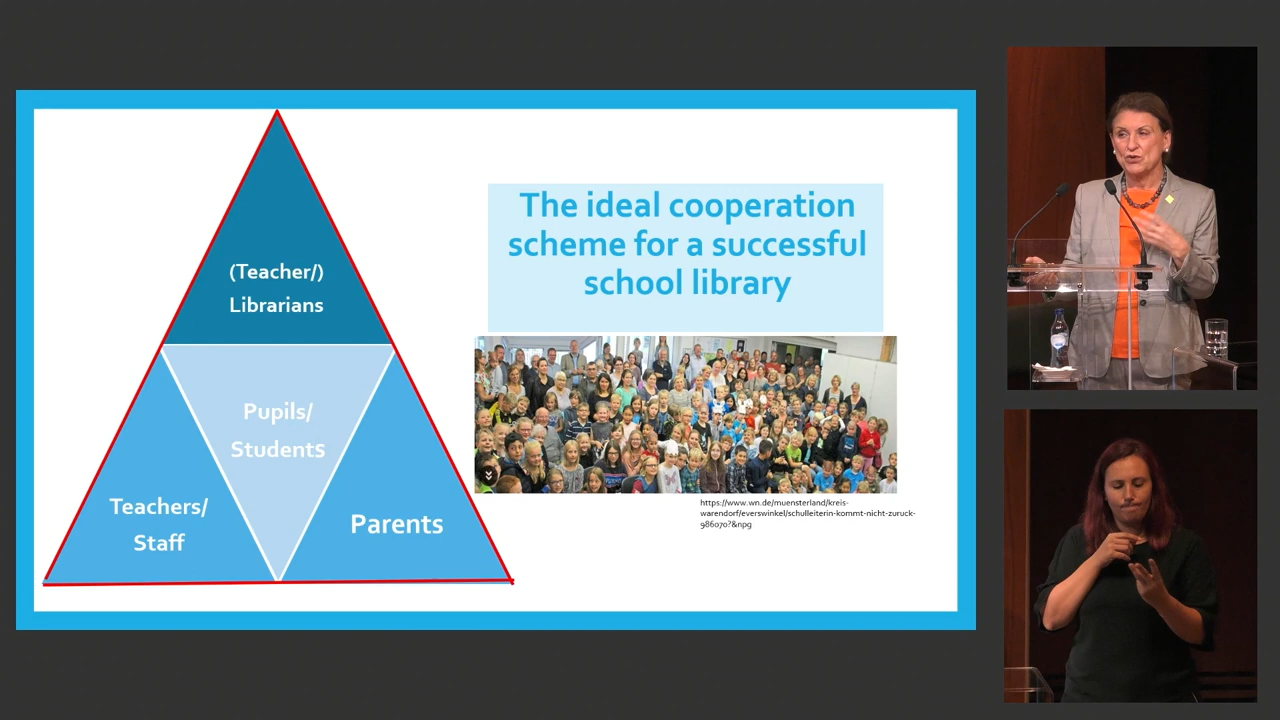 (Teacher/)
Librarians
Pupils/
Students
Teachers/
Staff
Parents
The ideal cooperation
scheme for a successful
school library
https://www.wn.de/muensterland/kreis-
warendorf/everswinkel/schulleiterin-kommt-nicht-zuruck-
986070?&npg